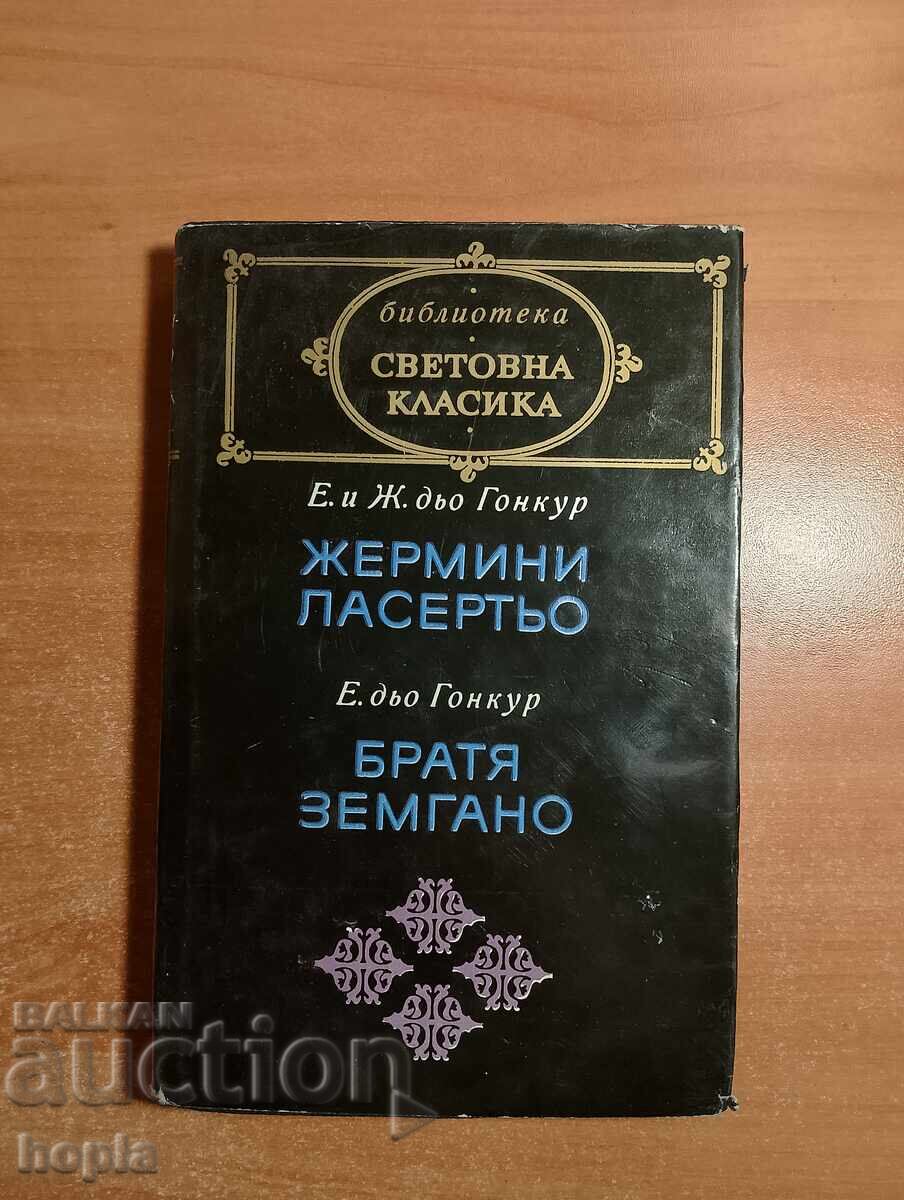 библиотека
СВЕТОВНА
КЛАСИКА
Е. и Ж. дьо Гонкур
ЖЕРМИНИ
ЛАСЕРТЬО
Е. дьо Гонкур
БРАТЯ
ЗЕМГАНО
BALKAN
auction
hopla